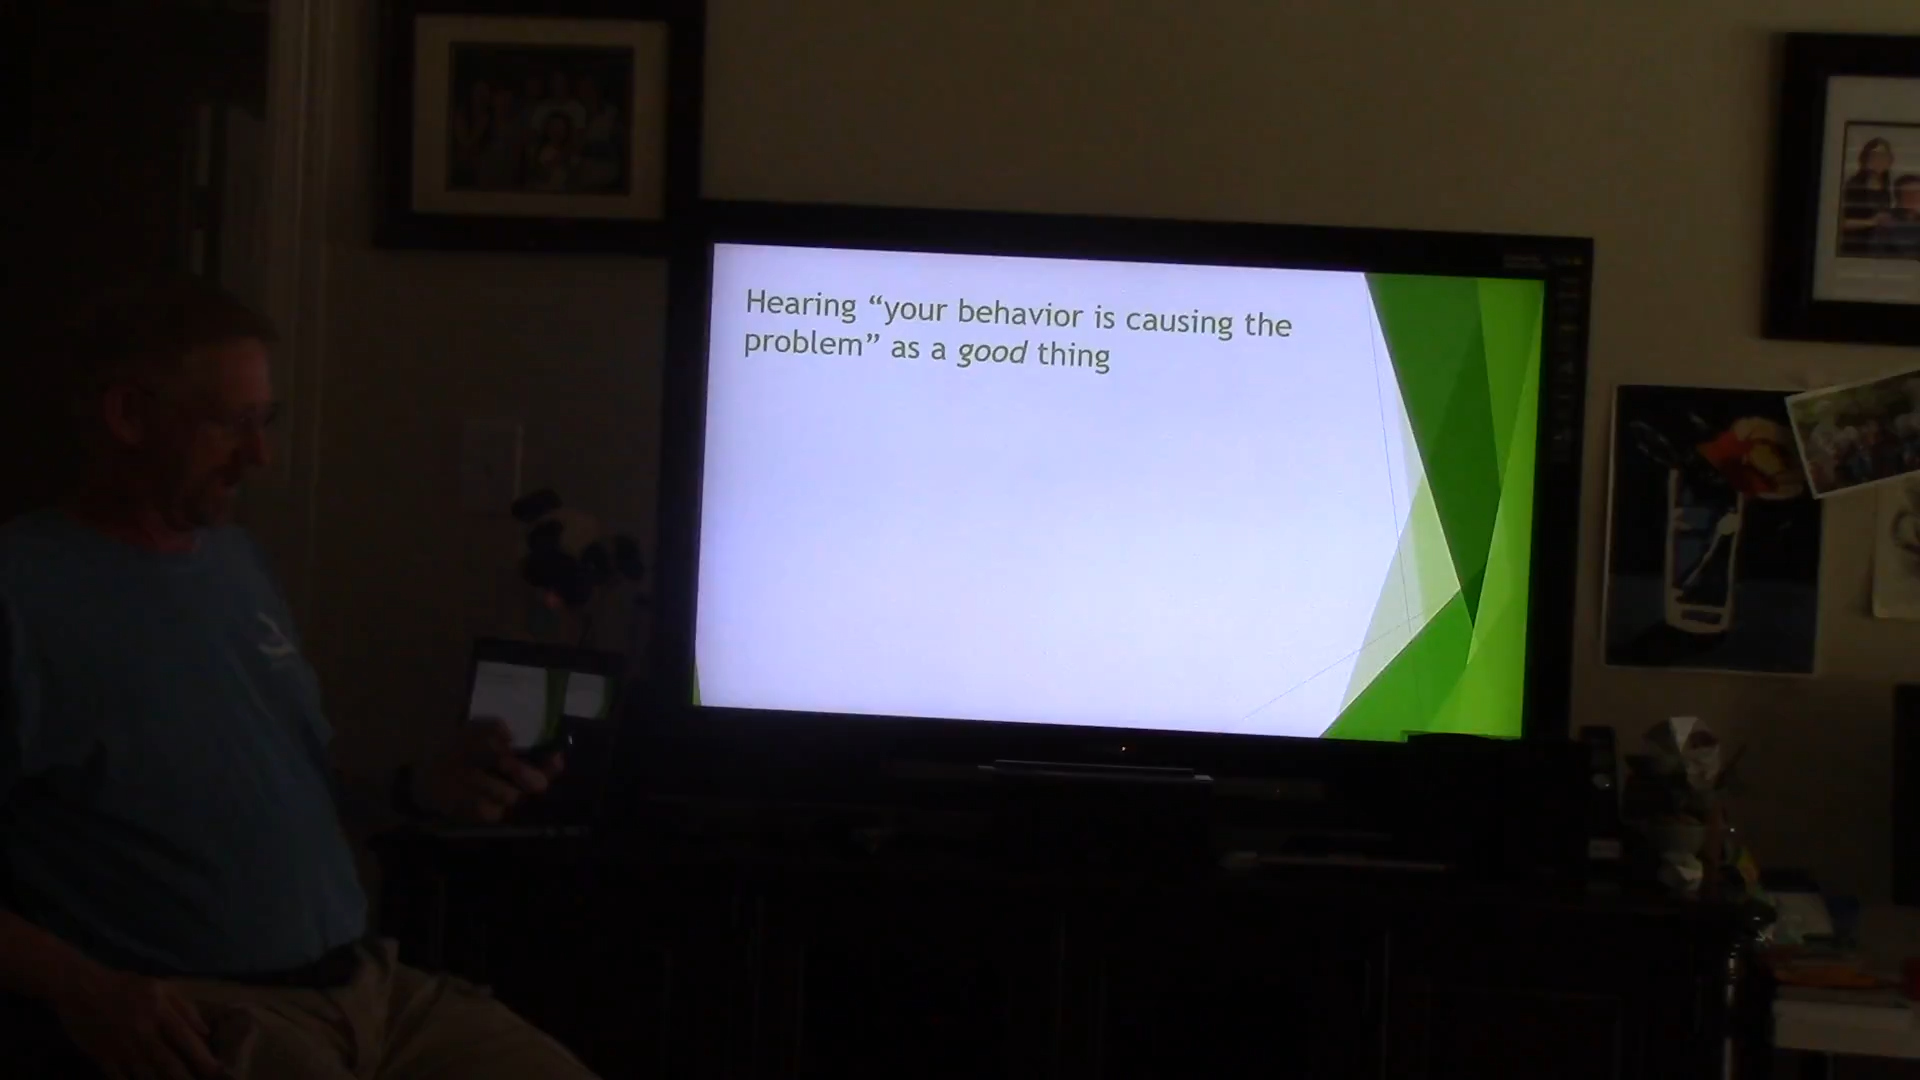 Hearing “your behavior is causing the
problem” as a good thing